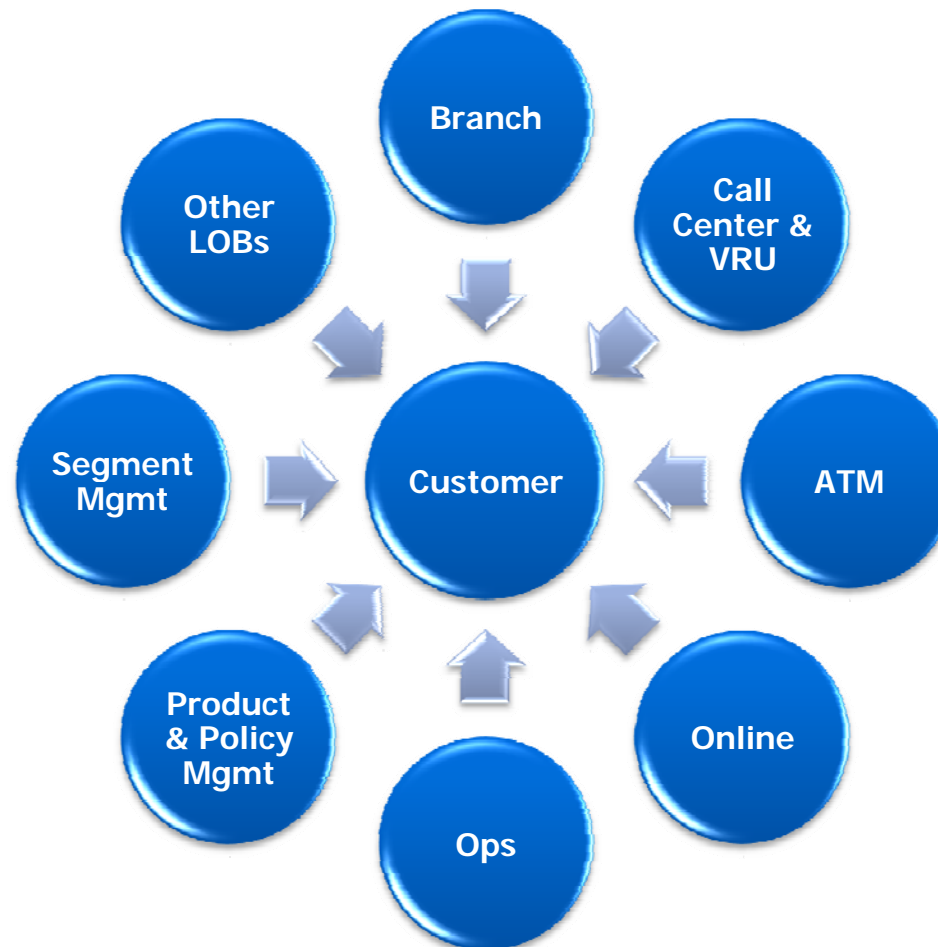 Branch
Other
LOBs
Call
Center &
VRU
Segment
Mgmt
Customer
ATM
Product
& Policy
Mgmt
Online
Ops